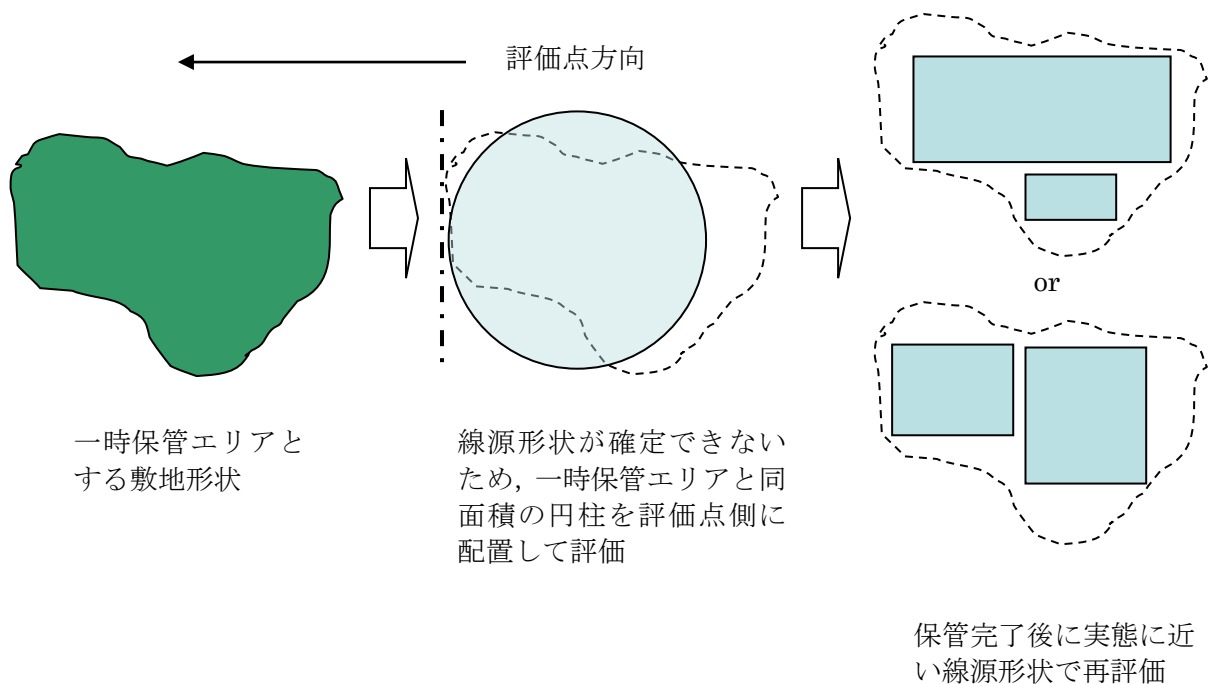 評価点方向
一時保管エリアと
する敷地形状
線源形状が確定できない
ため，一時保管エリアと同
面積の円柱を評価点側に
配置して評価
or
保管完了後に実態に近
い線源形状で再評価